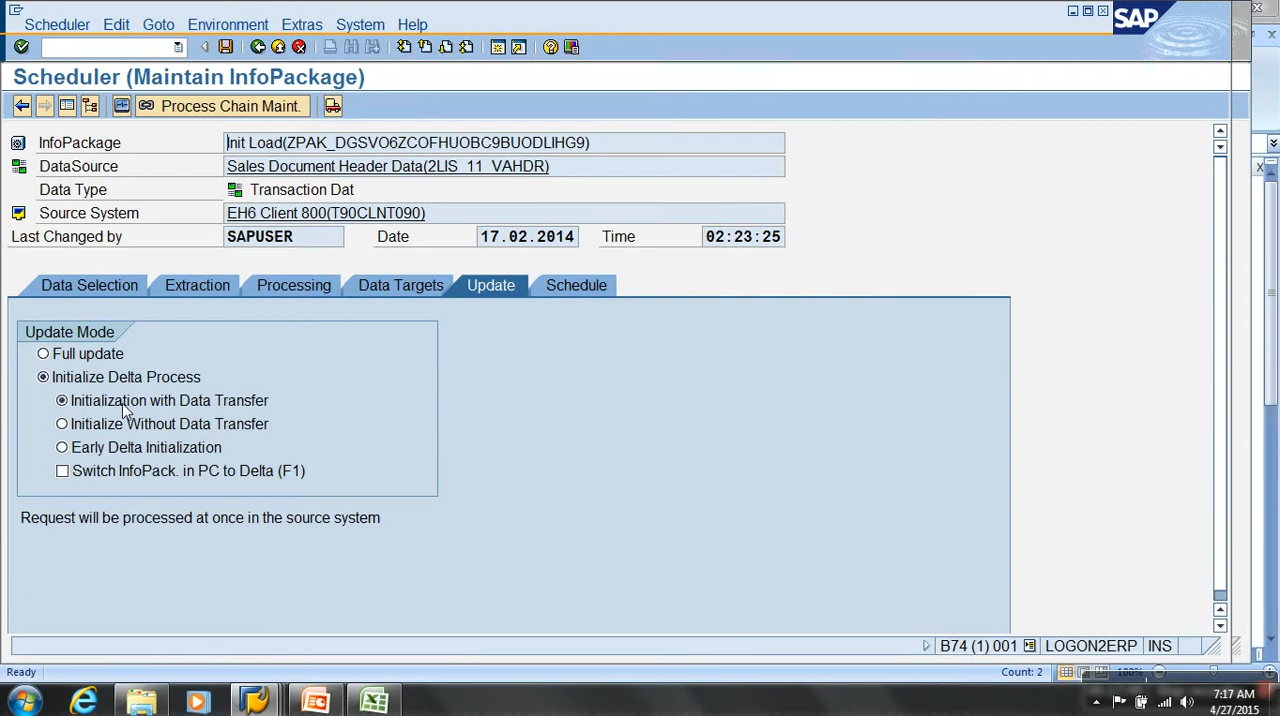 Scheduler Edit Goto Environment Extras System Help
SAP
Scheduler (Maintain InfoPackage)
Process Chain Maint.
InfoPackage Init Load(ZPAK_DGSVO6ZCOFHUOBC9BUODLIHG9)
DataSource Sales Document Header Data(2LIS_11_VAHDR)
Data Type Transaction Dat
Source System EH6 Client 800(T90CLNT090)
Last Changed by SAPUSER Date 17.02.2014 Time 02:23:25
Data Selection Extraction Processing Data Targets Update Schedule
Update Mode
Full update
Initialize Delta Process
Initialization with Data Transfer
Initialize Without Data Transfer
Early Delta Initialization
Switch InfoPack. in PC to Delta (F1)
Request will be processed at once in the source system
B74 (1) 001 LOGON2ERP INS
Ready Count: 2 100%
7:17 AM
4/27/2015